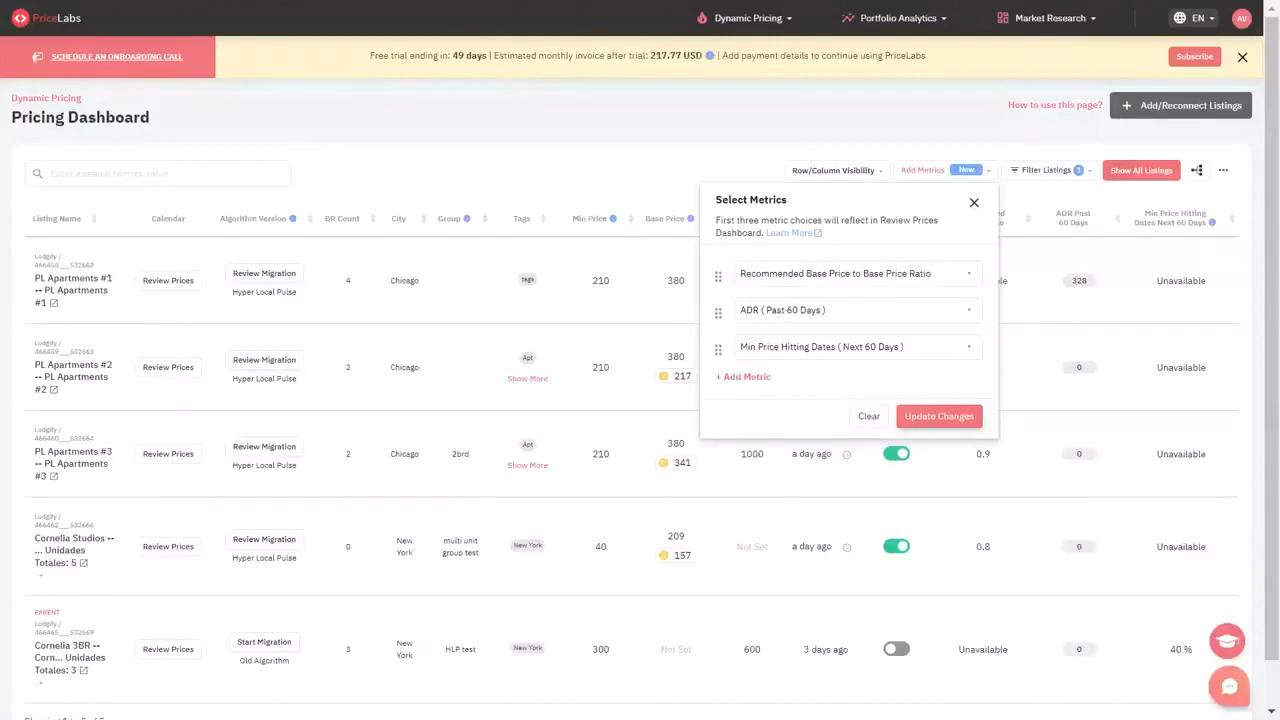 PriceLabs
Dynamic Pricing
Portfolio Analytics
Market Research
EN
AV
SCHEDULE AN ONBOARDING CALL
Free trial ending in: 49 days | Estimated monthly invoice after trial: 217.77 USD | Add payment details to continue using PriceLabs
Subscribe
Dynamic Pricing
Pricing Dashboard
How to use this page?
+ Add/Reconnect Listings
Enter a search term or value
Row/Column Visibility
Add Metrics New
Filter Listings 1
Show All Listings
Listing Name
Calendar
Algorithm Version
BR Count
City
Group
Tags
Min Price
Base Price
ADR Past
60 Days
Min Price Hitting
Dates Next 60 Days
Select Metrics
First three metric choices will reflect in Review Prices
Dashboard. Learn More
Recommended Base Price to Base Price Ratio
ADR ( Past 60 Days )
Min Price Hitting Dates ( Next 60 Days )
+ Add Metric
Clear
Update Changes
Lodgify /
PL Apartments #1
-- PL Apartments
#1
Review Prices
Review Migration
Hyper Local Pulse
4
Chicago
tags
210
380
328
Unavailable
Lodgify /
PL Apartments #2
-- PL Apartments
#2
Review Prices
Review Migration
Hyper Local Pulse
2
Chicago
Apt
Show More
210
380
217
0
Unavailable
Lodgify /
PL Apartments #3
-- PL Apartments
#3
Review Prices
Review Migration
Hyper Local Pulse
2
Chicago
2brd
Apt
Show More
210
380
341
1000
a day ago
0.9
0
Unavailable
Lodgify /
Cornelia Studios --
... Unidades
Totales: 5
Review Prices
Review Migration
Hyper Local Pulse
0
New
York
multi unit
group test
New York
40
209
157
Not Set
a day ago
0.8
0
Unavailable
PARENT
Lodgify /
Cornelia 3BR --
Corn... Unidades
Totales: 3
Review Prices
Start Migration
Old Algorithm
3
New
York
HLP test
New York
300
Not Set
600
3 days ago
Unavailable
0
40 %